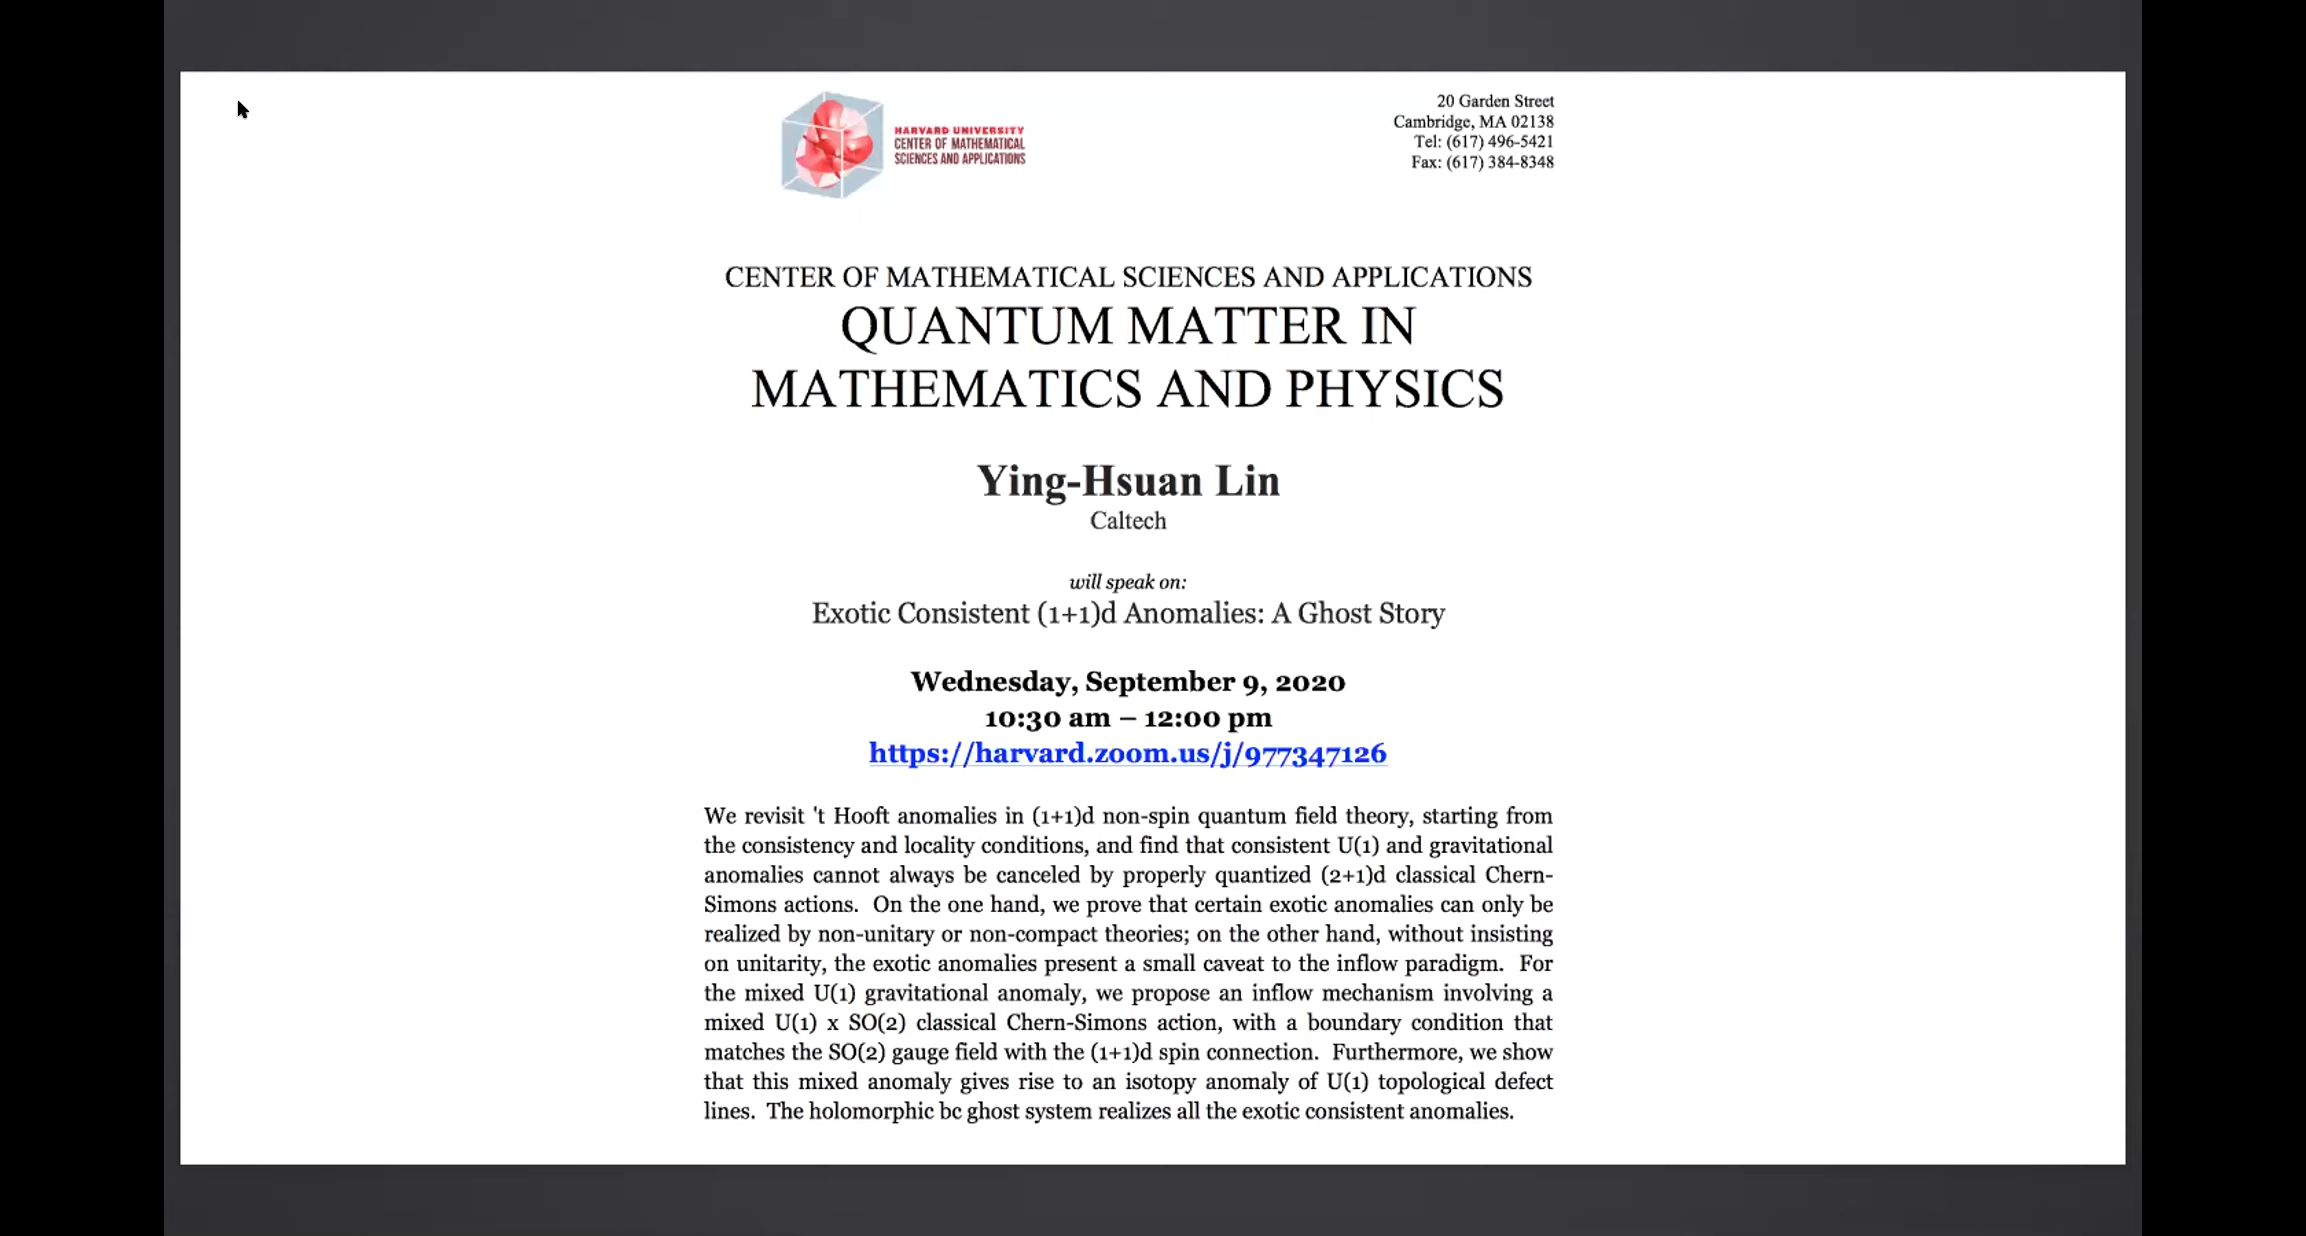 HARVARD UNIVERSITY
CENTER OF MATHEMATICAL
SCIENCES AND APPLICATIONS
20 Garden Street
Cambridge, MA 02138
Tel: (617) 496-5421
Fax: (617) 384-8348
CENTER OF MATHEMATICAL SCIENCES AND APPLICATIONS
QUANTUM MATTER IN
MATHEMATICS AND PHYSICS
Ying-Hsuan Lin
Caltech
will speak on:
Exotic Consistent (1+1)d Anomalies: A Ghost Story
Wednesday, September 9, 2020
10:30 am – 12:00 pm
https://harvard.zoom.us/j/977347126
We revisit 't Hooft anomalies in (1+1)d non-spin quantum field theory, starting from
the consistency and locality conditions, and find that consistent U(1) and gravitational
anomalies cannot always be canceled by properly quantized (2+1)d classical Chern-
Simons actions.  On the one hand, we prove that certain exotic anomalies can only be
realized by non-unitary or non-compact theories; on the other hand, without insisting
on unitarity, the exotic anomalies present a small caveat to the inflow paradigm.  For
the mixed U(1) gravitational anomaly, we propose an inflow mechanism involving a
mixed U(1) x SO(2) classical Chern-Simons action, with a boundary condition that
matches the SO(2) gauge field with the (1+1)d spin connection.  Furthermore, we show
that this mixed anomaly gives rise to an isotopy anomaly of U(1) topological defect
lines.  The holomorphic bc ghost system realizes all the exotic consistent anomalies.